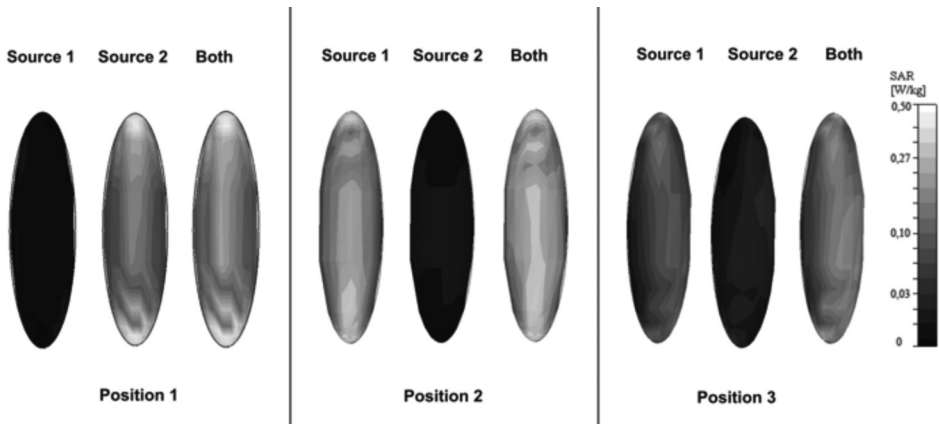 Source 1 Source 2 Both
Source 1 Source 2 Both
Source 1 Source 2 Both
SAR
[W/kg]
0,50
0,27
0,10
0,03
0
Position 1
Position 2
Position 3